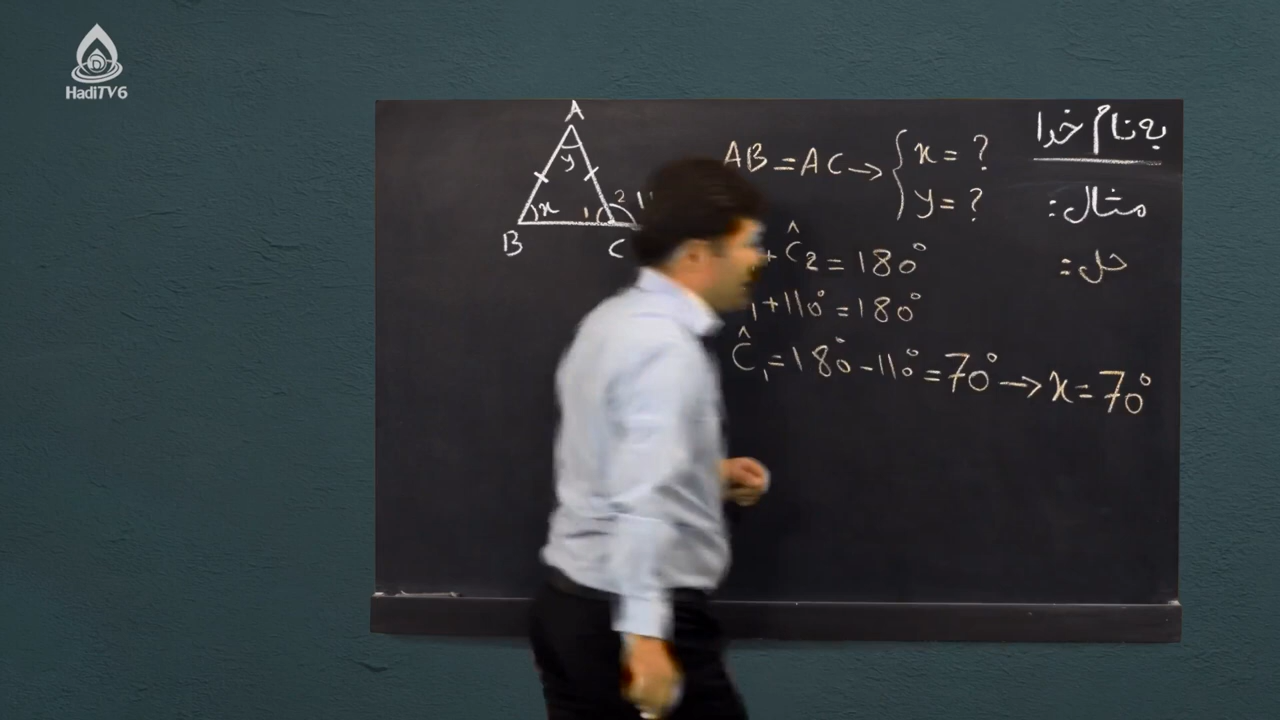 HadiTV6
به نام خدا
مثال:
AB = AC → { x = ?
y = ?
A
y
x
1
2
B
C
حل:
+ Ĉ2 = 180°
1 + 110° = 180°
Ĉ1 = 180° - 110° = 70° → x = 70°